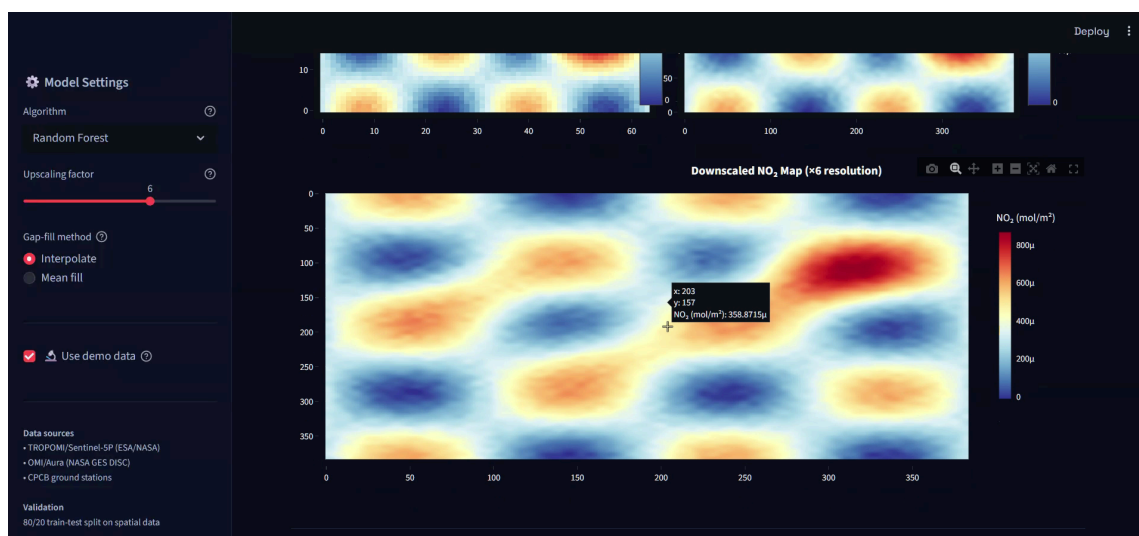 Deploy
Model Settings
Algorithm
Random Forest
Upscaling factor
6
Gap-fill method
Interpolate
Mean fill
Use demo data
Data sources
• TROPOMI/Sentinel-5P (ESA/NASA)
• OMI/Aura (NASA GES DISC)
• CPCB ground stations
Validation
80/20 train-test split on spatial data
10
0
0 10 20 30 40 50 60
50
0
0
0 100 200 300
0
Downscaled NO₂ Map (×6 resolution)
0
50
100
150
200
250
300
350
0 50 100 150 200 250 300 350
x: 203
y: 157
NO₂ (mol/m²): 358.8715μ
NO₂ (mol/m²)
800μ
600μ
400μ
200μ
0